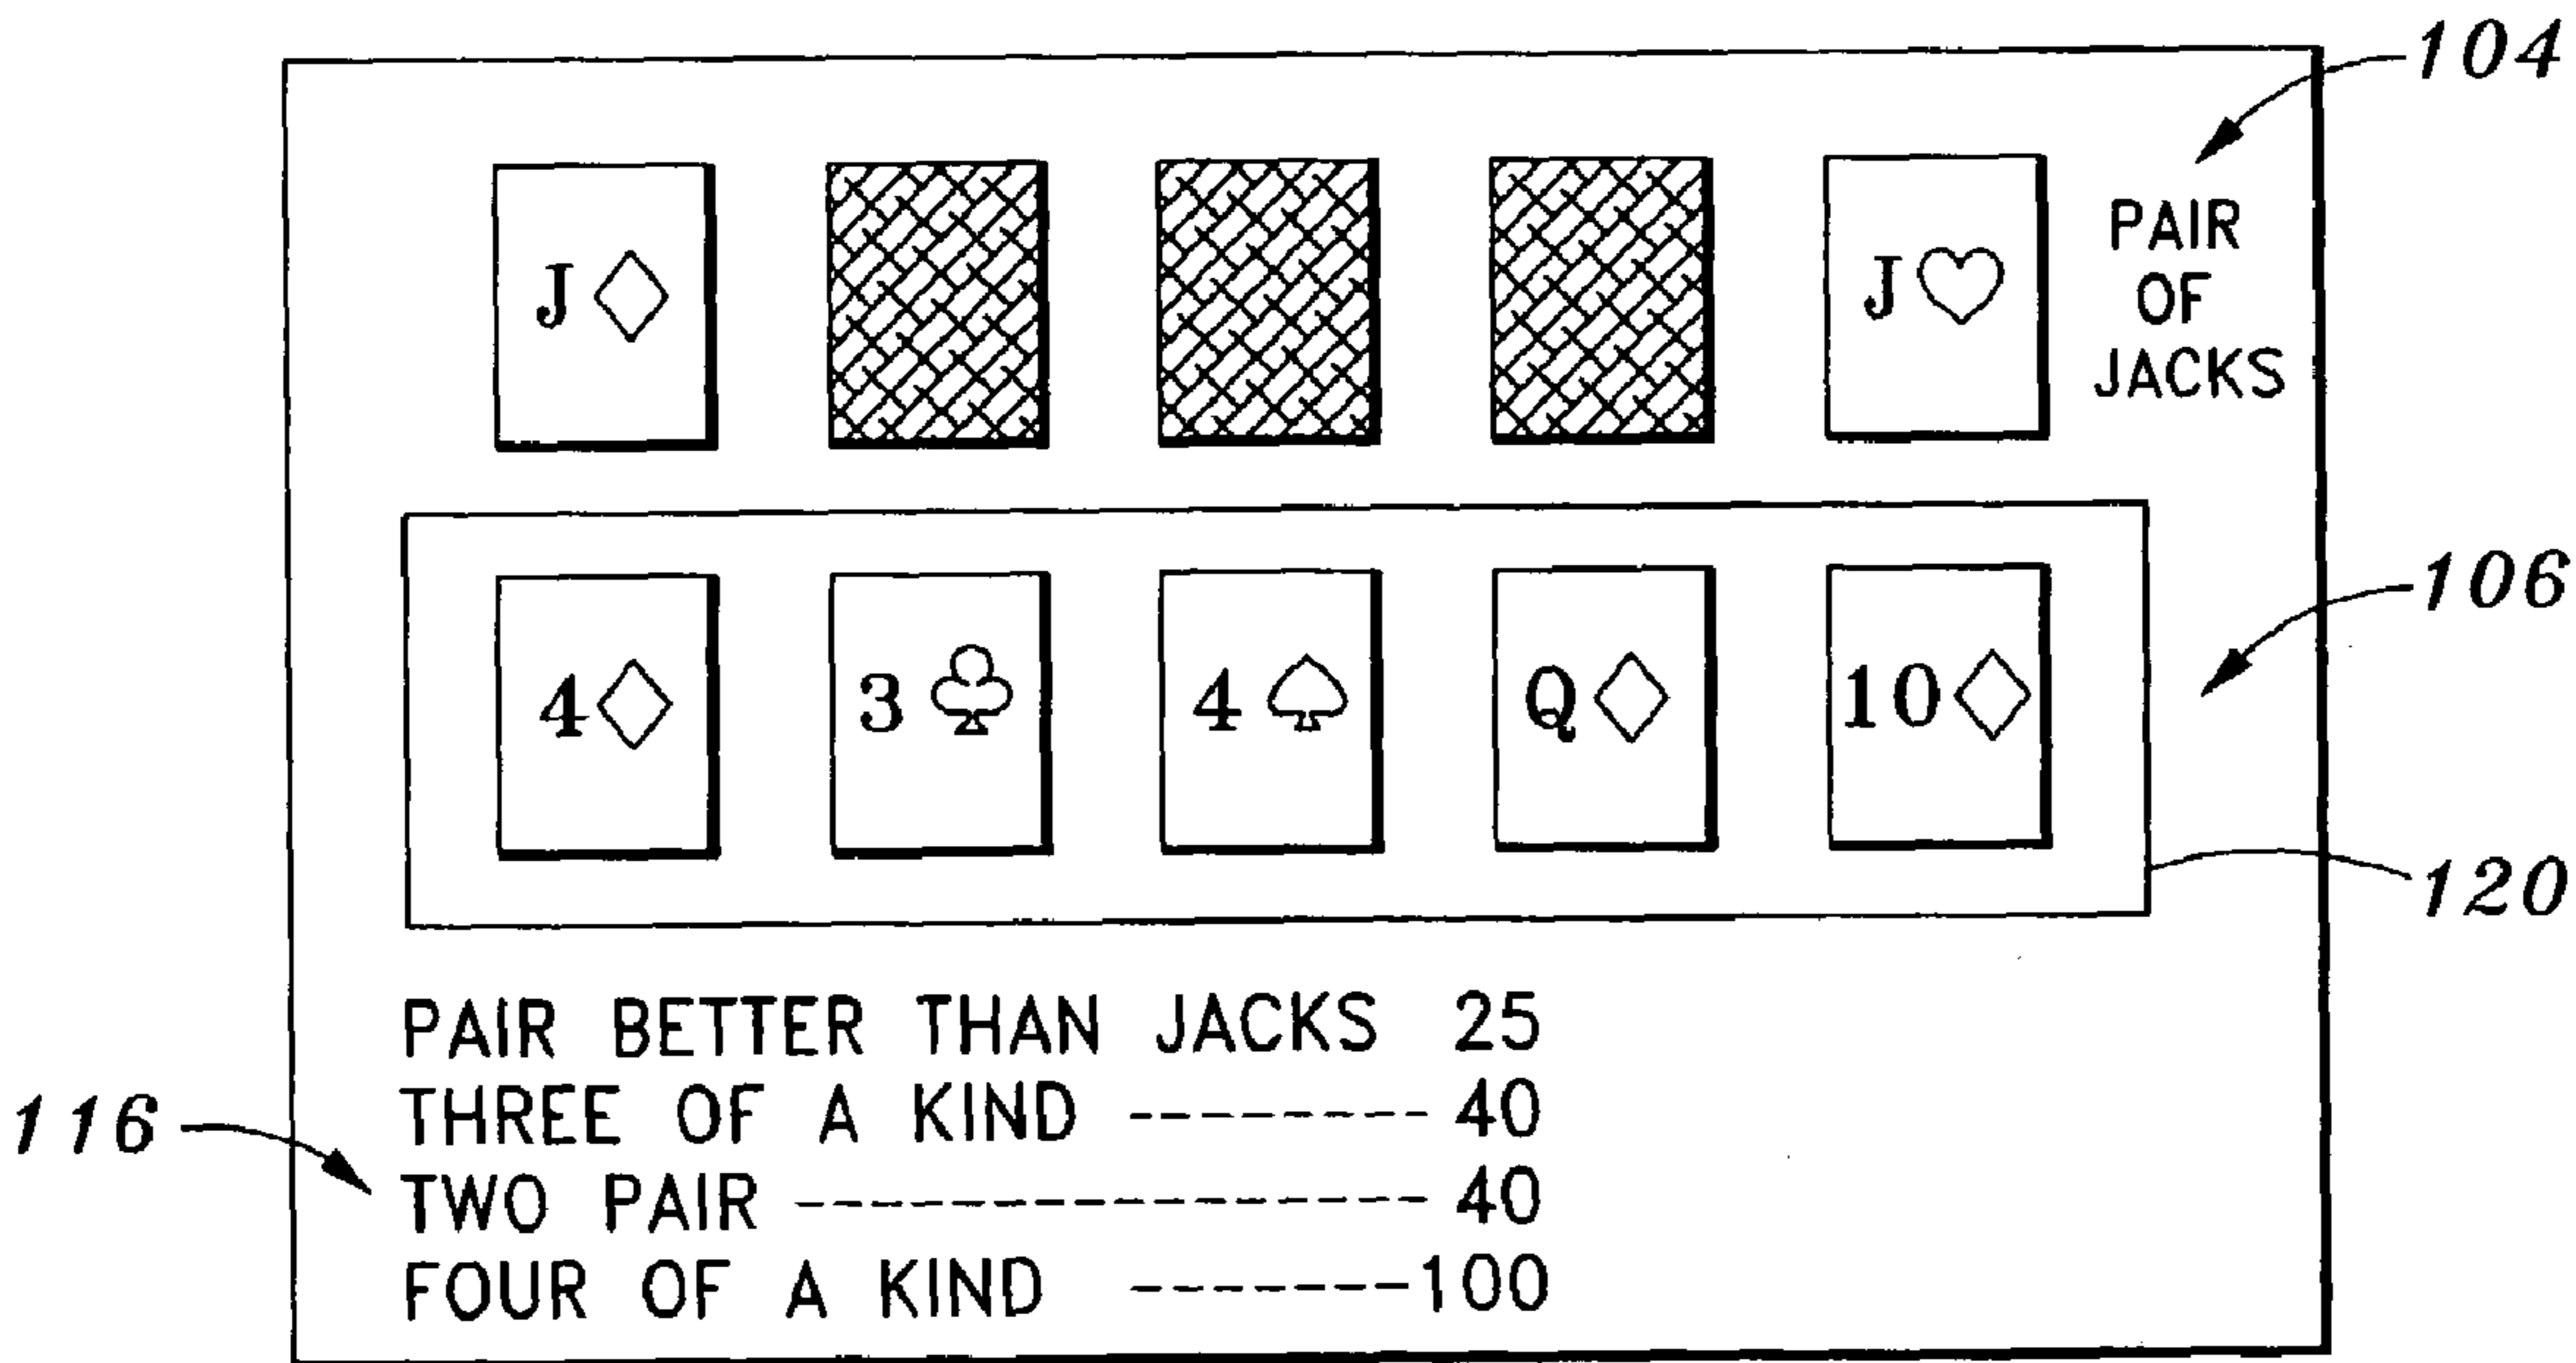 104
J
J
PAIR
OF
JACKS
4
3
4
Q
10
106
120
PAIR BETTER THAN JACKS 25
THREE OF A KIND -------- 40
116
TWO PAIR ----------------- 40
FOUR OF A KIND -------100